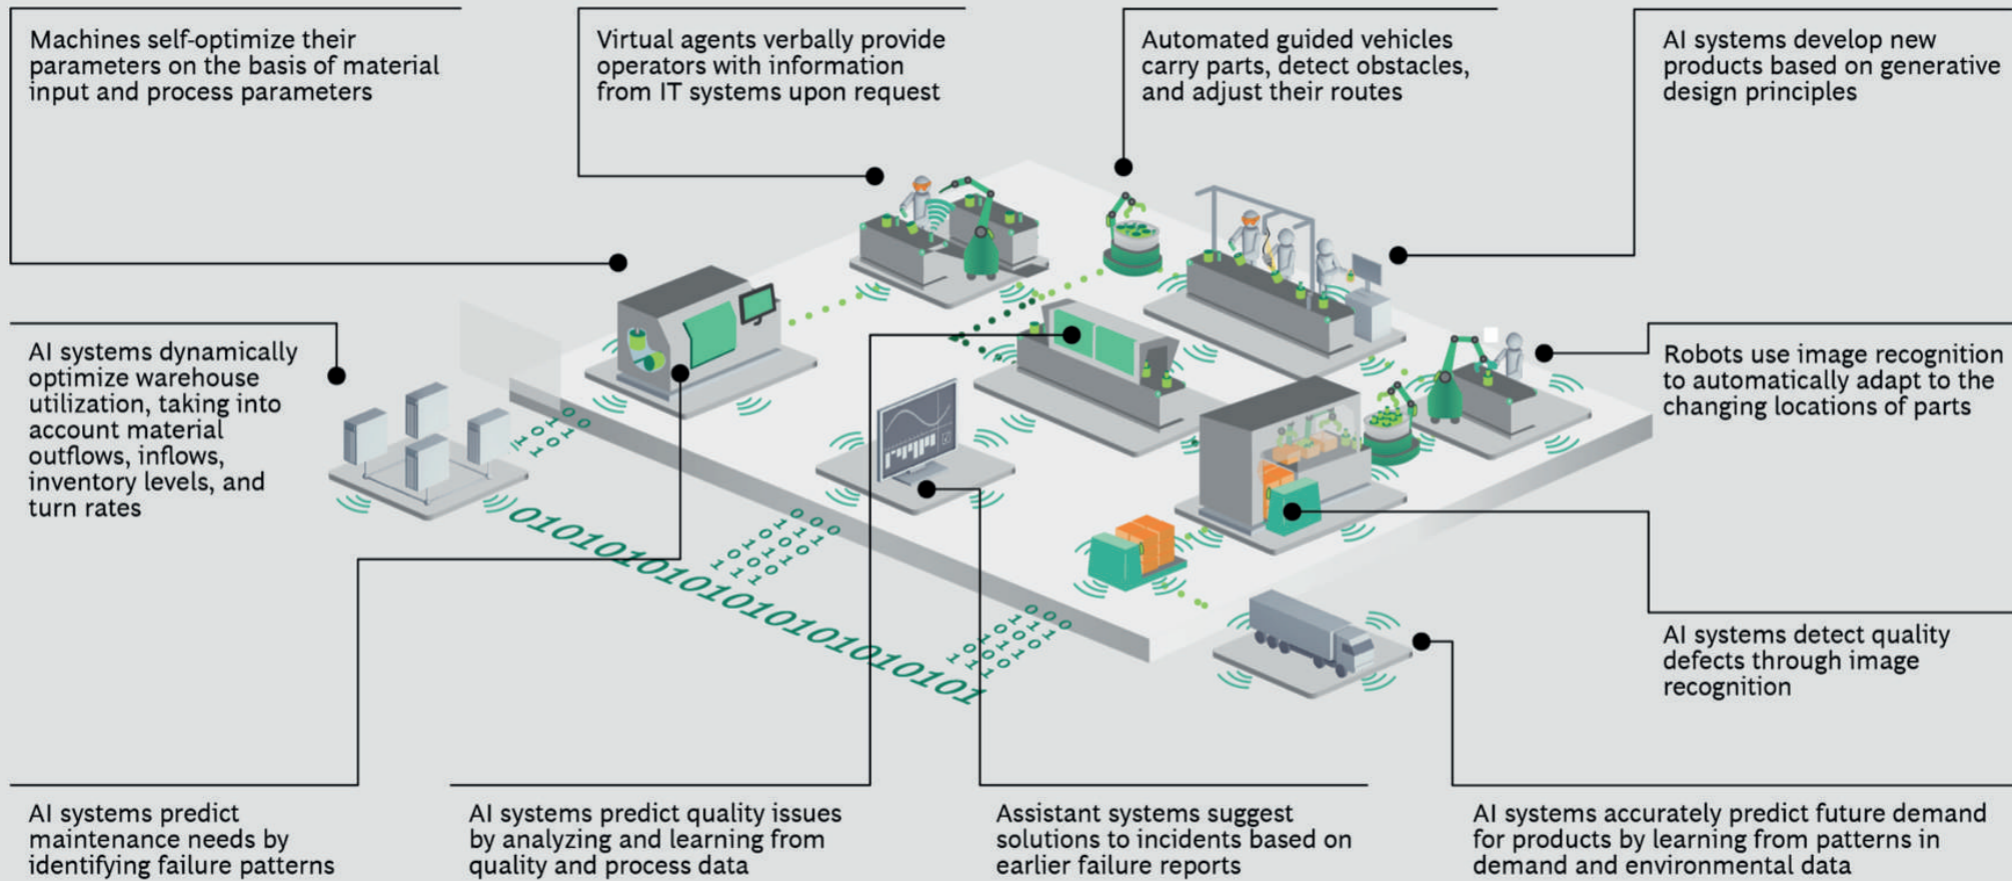 Machines self-optimize their
parameters on the basis of material
input and process parameters
Virtual agents verbally provide
operators with information
from IT systems upon request
Automated guided vehicles
carry parts, detect obstacles,
and adjust their routes
AI systems develop new
products based on generative
design principles
AI systems dynamically
optimize warehouse
utilization, taking into
account material
outflows, inflows,
inventory levels, and
turn rates
Robots use image recognition
to automatically adapt to the
changing locations of parts
AI systems detect quality
defects through image
recognition
AI systems predict
maintenance needs by
identifying failure patterns
AI systems predict quality issues
by analyzing and learning from
quality and process data
Assistant systems suggest
solutions to incidents based on
earlier failure reports
AI systems accurately predict future demand
for products by learning from patterns in
demand and environmental data